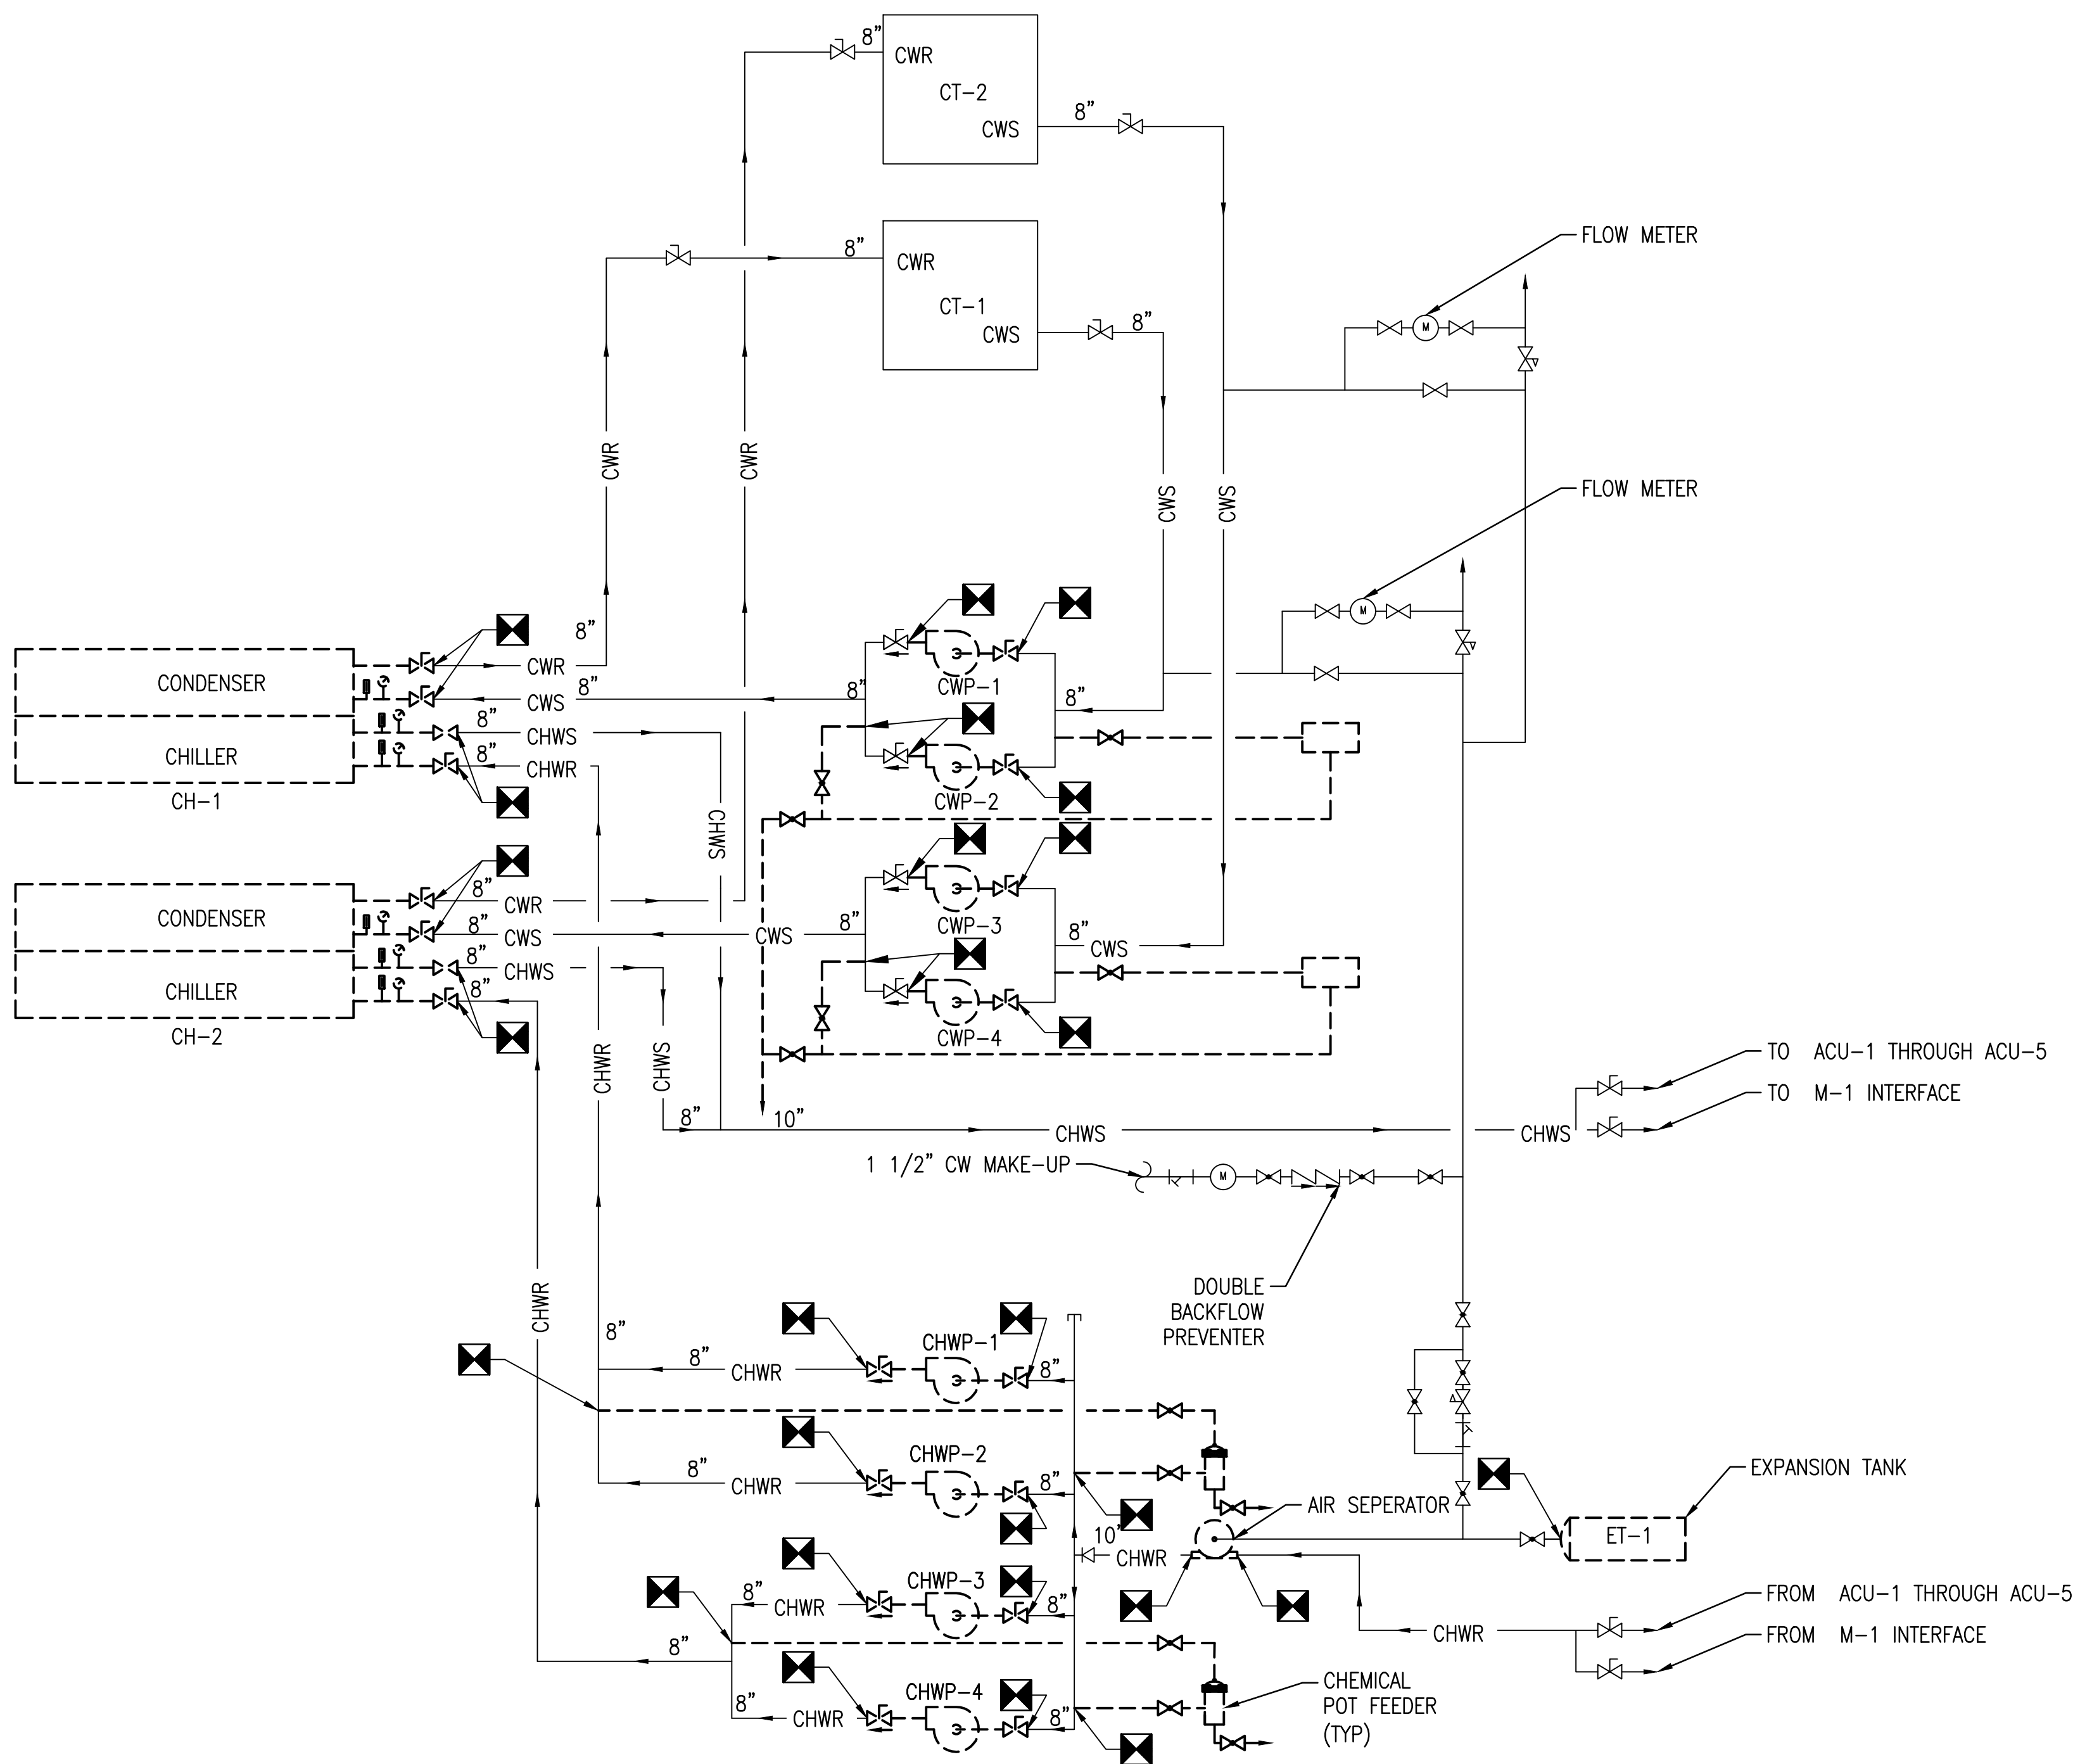 8"
CWR
CT-2
8"
CWS
FLOW METER
8"
CWR
CT-1
8"
CWS
M
CWR
CWR
FLOW METER
CWS
CWS
M
8"
CWR
CONDENSER
8"
8"
CWP-1
8"
CWS
8"
CHWS
8"
CHILLER
CHWR
CH-1
CWP-2
CHWS
8"
CONDENSER
CWR
8"
8"
CWP-3
8"
CWS
CWS
CWS
8"
CHWS
8"
CHILLER
CH-2
CWP-4
TO ACU-1 THROUGH ACU-5
CHWR
CHWS
TO M-1 INTERFACE
8"
10"
CHWS
CHWS
1 1/2" CW MAKE-UP
M
DOUBLE
BACKFLOW
PREVENTER
CHWR
8"
CHWP-1
8"
CHWR
8"
CHWP-2
8"
CHWR
8"
EXPANSION TANK
AIR SEPERATOR
10'
ET-1
CHWR
CHWP-3
8"
CHWR
8"
FROM ACU-1 THROUGH ACU-5
CHWR
FROM M-1 INTERFACE
8"
CHWP-4
8"
CHWR
8"
CHEMICAL
POT FEEDER
(TYP)